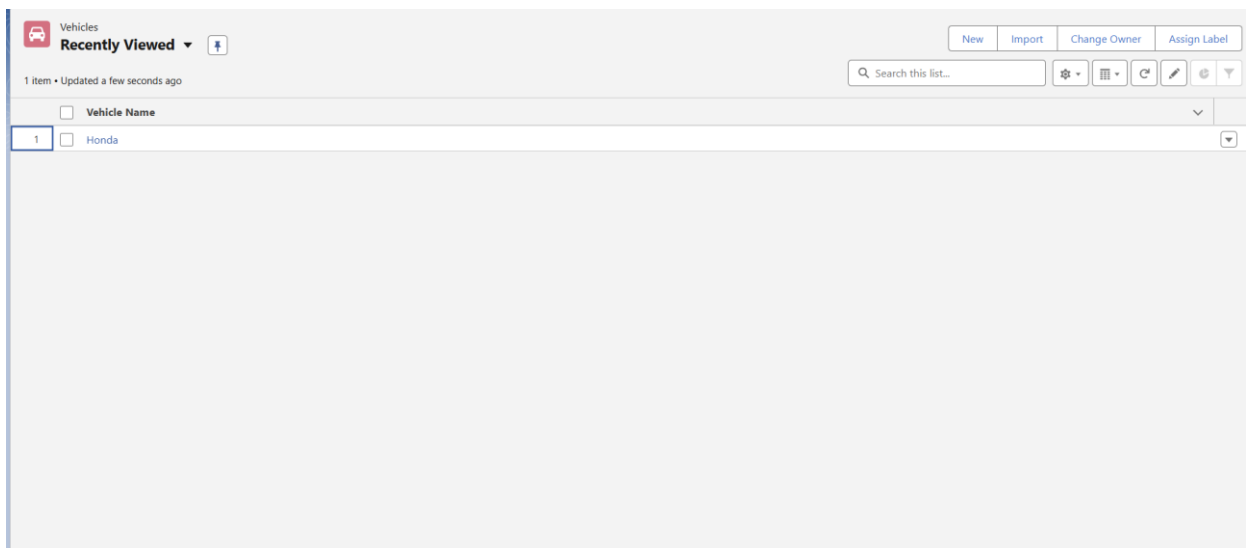 Vehicles
Recently Viewed
New Import Change Owner Assign Label
1 item • Updated a few seconds ago
Search this list...
Vehicle Name
1 Honda